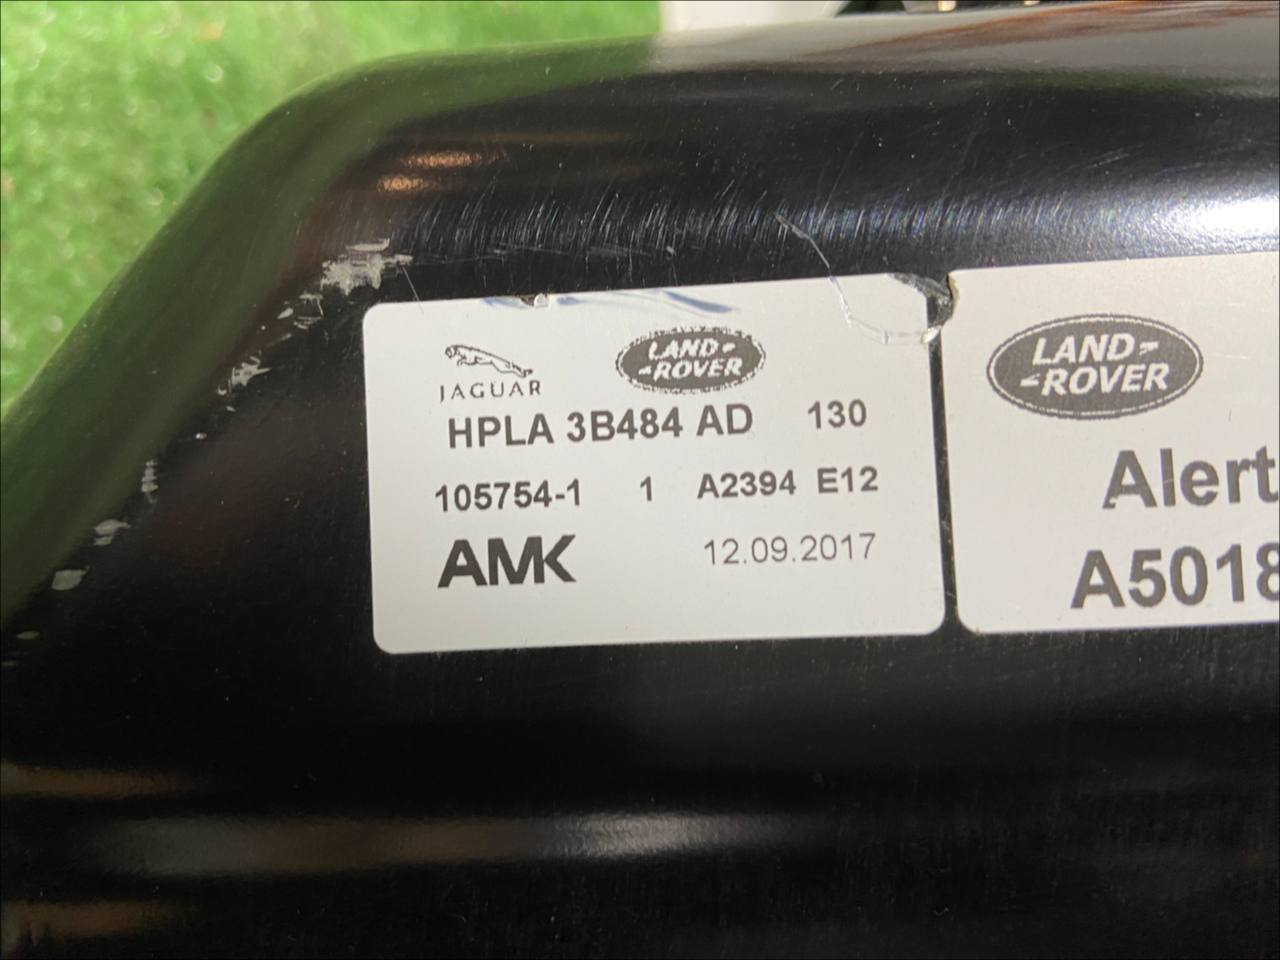 JAGUAR
LAND-
-ROVER
HPLA 3B484 AD 130
105754-1 1 A2394 E12
AMK 12.09.2017
LAND-
-ROVER
Alert
A5018